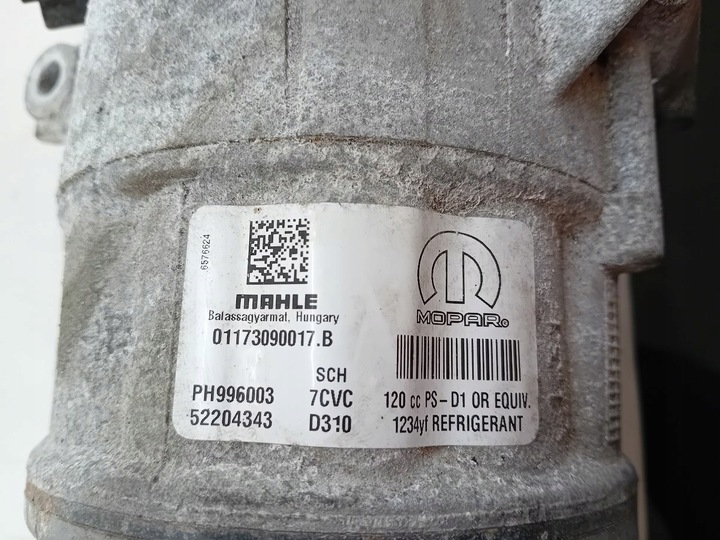 6576624
MAHLE
Balassagyarmat, Hungary
01173090017.B
MOPAR®
SCH
PH996003 7CVC
52204343 D310
120 cc PS-D1 OR EQUIV.
1234yf REFRIGERANT